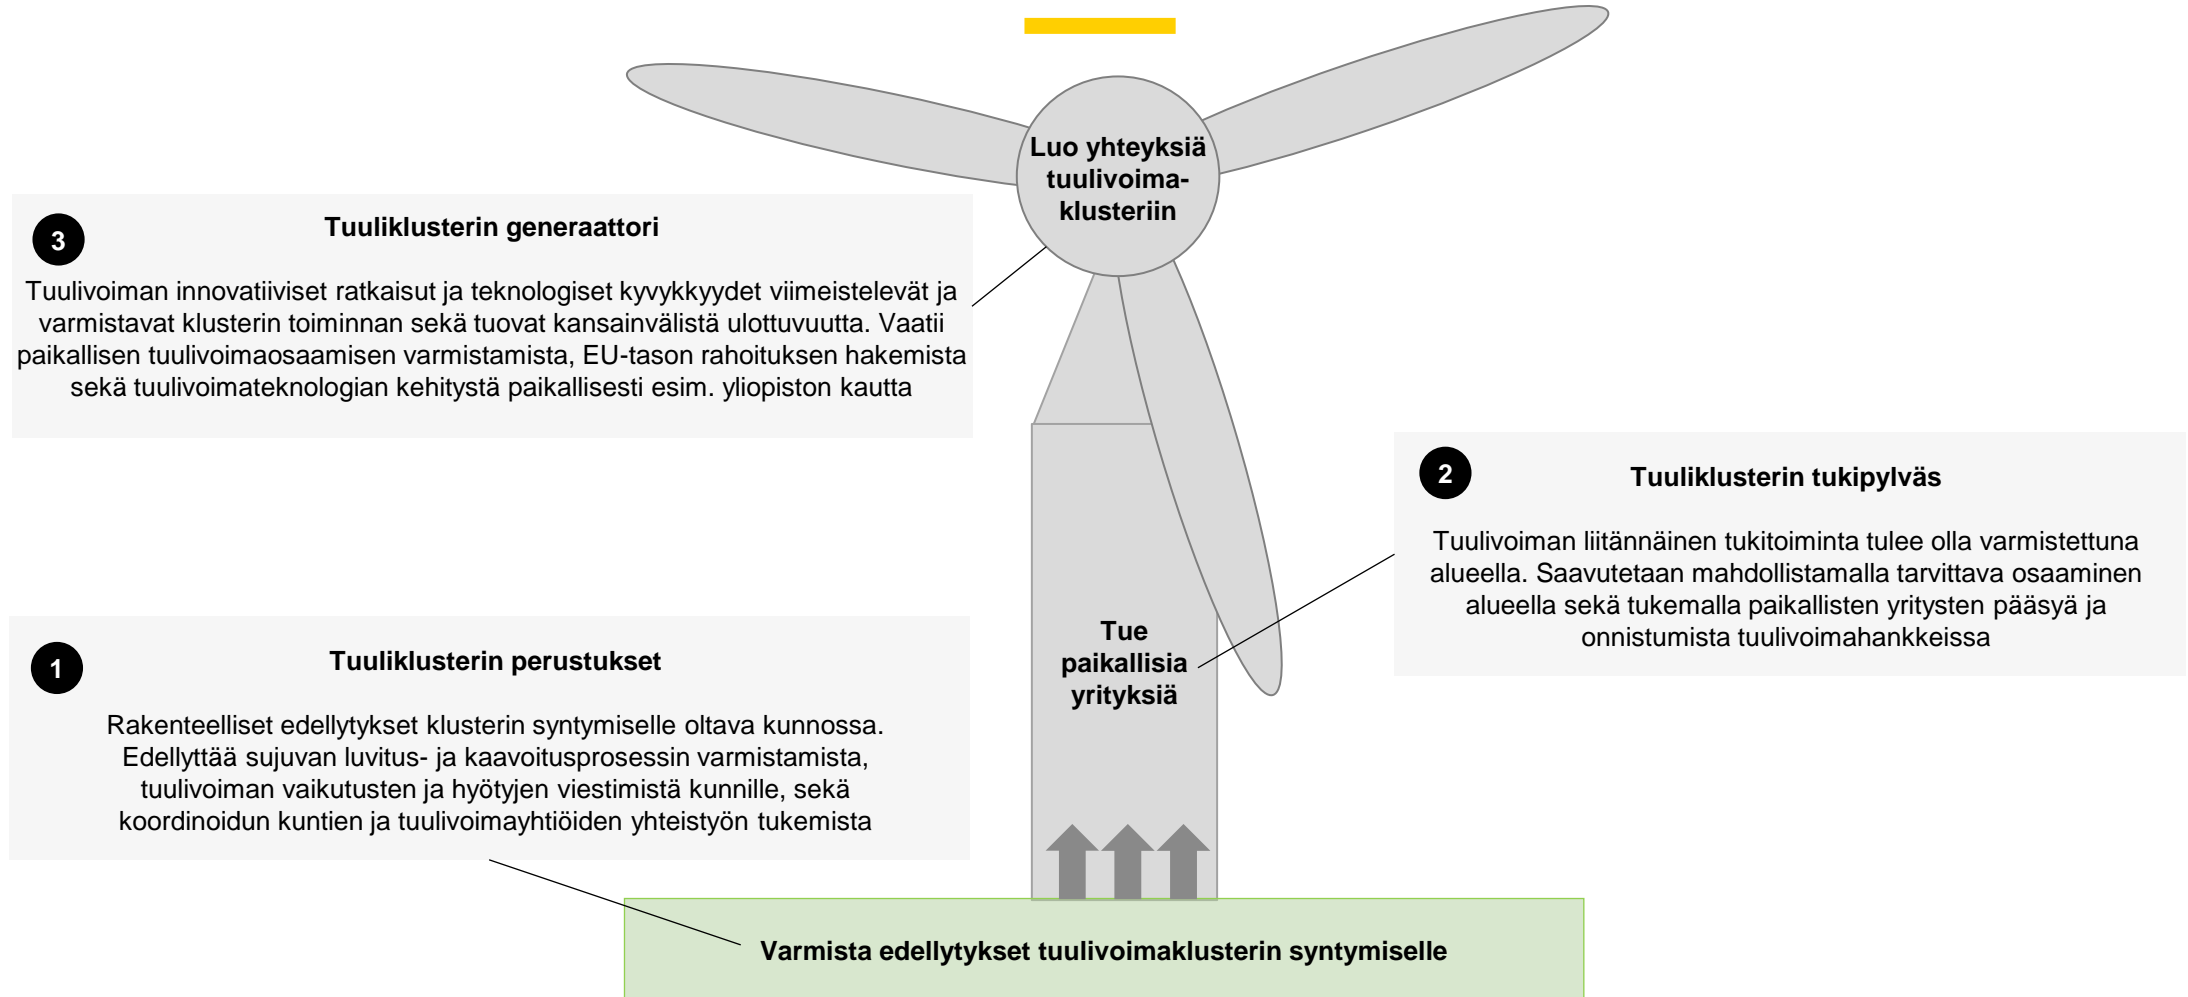 Luo yhteyksiä
tuulivoima-
klusteriin
3
Tuuliklusterin generaattori
Tuulivoiman innovatiiviset ratkaisut ja teknologiset kyvykkyydet viimeistelevät ja
varmistavat klusterin toiminnan sekä tuovat kansainvälistä ulottuvuutta. Vaatii
paikallisen tuulivoimaosaamisen varmistamista, EU-tason rahoituksen hakemista
sekä tuulivoimateknologian kehitystä paikallisesti esim. yliopiston kautta
2
Tuuliklusterin tukipylväs
Tuulivoiman liitännäinen tukitoiminta tulee olla varmistettuna
alueella. Saavutetaan mahdollistamalla tarvittava osaaminen
alueella sekä tukemalla paikallisten yritysten pääsyä ja
onnistumista tuulivoimahankkeissa
Tue
paikallisia
yrityksiä
1
Tuuliklusterin perustukset
Rakenteelliset edellytykset klusterin syntymiselle oltava kunnossa.
Edellyttää sujuvan luvitus- ja kaavoitusprosessin varmistamista,
tuulivoiman vaikutusten ja hyötyjen viestimistä kunnille, sekä
koordinoidun kuntien ja tuulivoimayhtiöiden yhteistyön tukemista
Varmista edellytykset tuulivoimaklusterin syntymiselle